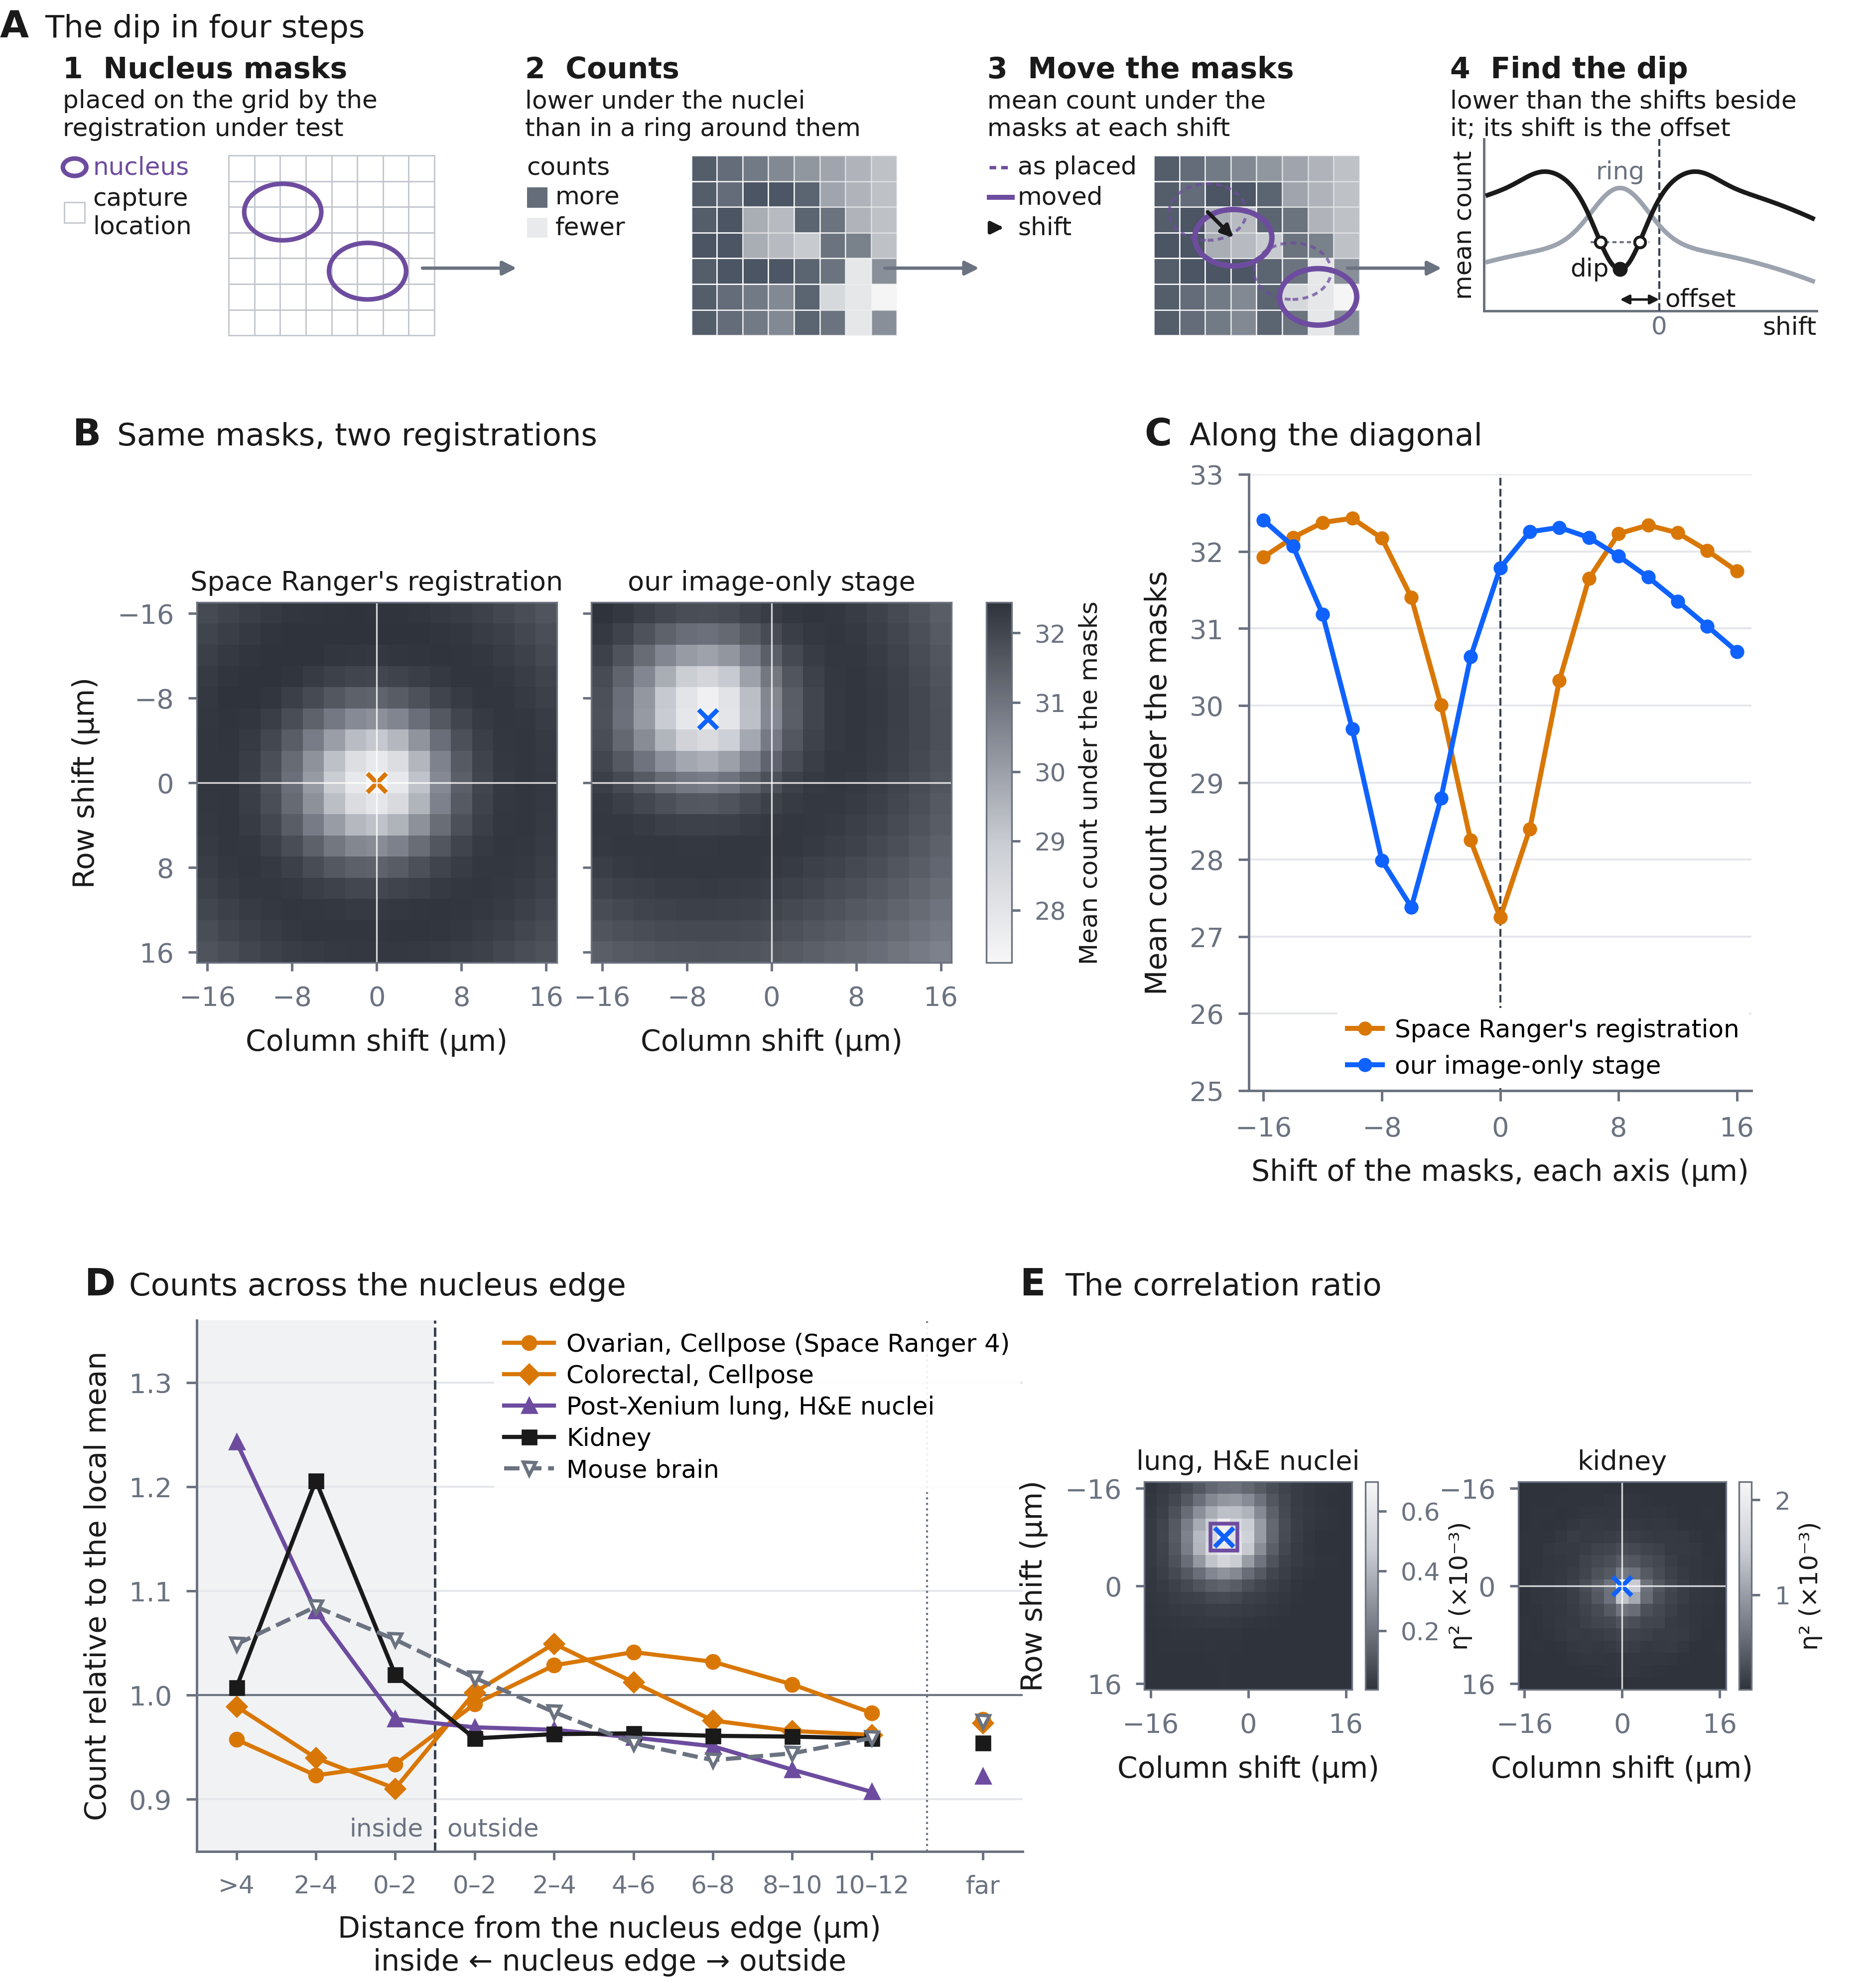 A The dip in four steps
1 Nucleus masks
placed on the grid by the
registration under test
nucleus
capture
location
2 Counts
lower under the nuclei
than in a ring around them
counts
more
fewer
3 Move the masks
mean count under the
masks at each shift
as placed
moved
shift
4 Find the dip
lower than the shifts beside
it; its shift is the offset
mean count
ring
dip
offset
0
shift
B Same masks, two registrations
Space Ranger's registration
our image-only stage
Row shift (µm)
−16
−8
0
8
16
−16 −8 0 8 16
Column shift (µm)
−16 −8 0 8 16
Column shift (µm)
32
31
30
29
28
Mean count under the masks
C Along the diagonal
Mean count under the masks
33
32
31
30
29
28
27
26
25
Space Ranger's registration
our image-only stage
−16 −8 0 8 16
Shift of the masks, each axis (µm)
D Counts across the nucleus edge
Count relative to the local mean
1.3
1.2
1.1
1.0
0.9
Ovarian, Cellpose (Space Ranger 4)
Colorectal, Cellpose
Post-Xenium lung, H&E nuclei
Kidney
Mouse brain
inside outside
>4 2–4 0–2 0–2 2–4 4–6 6–8 8–10 10–12 far
Distance from the nucleus edge (µm)
inside ← nucleus edge → outside
E The correlation ratio
lung, H&E nuclei
Row shift (µm)
−16
0
16
−16 0 16
Column shift (µm)
0.6
0.4
0.2
η² (×10⁻³)
kidney
−16
0
16
−16 0 16
Column shift (µm)
2
1
η² (×10⁻³)